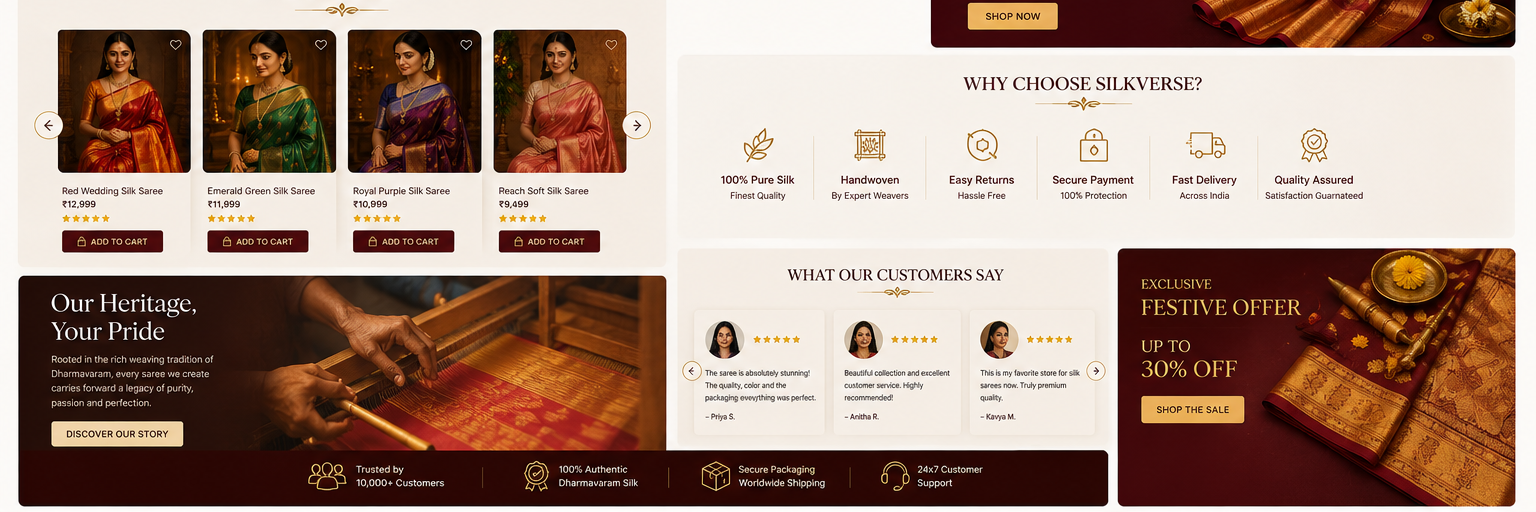 Red Wedding Silk Saree
₹12,999
ADD TO CART
Emerald Green Silk Saree
₹11,999
ADD TO CART
Royal Purple Silk Saree
₹10,999
ADD TO CART
Reach Soft Silk Saree
₹9,499
ADD TO CART
Our Heritage,
Your Pride
Rooted in the rich weaving tradition of
Dharmavaram, every saree we create
carries forward a legacy of purity,
passion and perfection.
DISCOVER OUR STORY
SHOP NOW
WHY CHOOSE SILKVERSE?
100% Pure Silk
Finest Quality
Handwoven
By Expert Weavers
Easy Returns
Hassle Free
Secure Payment
100% Protection
Fast Delivery
Across India
Quality Assured
Satisfaction Guarnateed
WHAT OUR CUSTOMERS SAY
The saree is absolutely stunning!
The quality, color and the
packaging eveything was perfect.
– Priya S.
Beautiful collection and excellent
customer service. Highly
recommended!
– Anitha R.
This is my favorite store for silk
sarees now. Truly premium
quality.
– Kavya M.
EXCLUSIVE
FESTIVE OFFER
UP TO
30% OFF
SHOP THE SALE
Trusted by
10,000+ Customers
100% Authentic
Dharmavaram Silk
Secure Packaging
Worldwide Shipping
24x7 Customer
Support